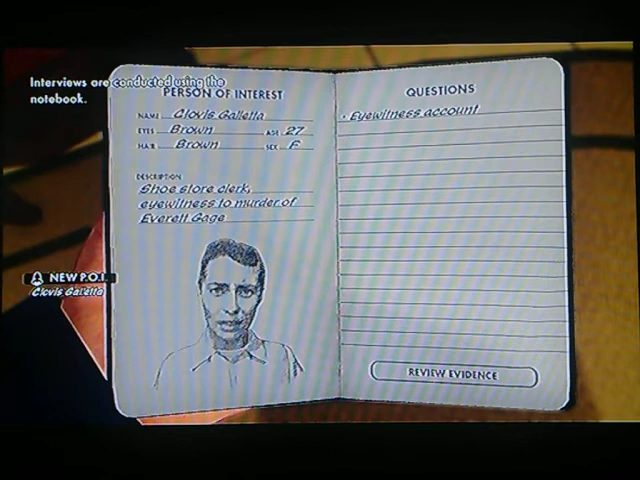 Interviews are conducted using the
notebook.
PERSON OF INTEREST
NAME Clovis Galletta
EYES Brown AGE 27
HAIR Brown SEX F
DESCRIPTION
Shoe store clerk,
eyewitness to murder of
Everett Gage
NEW P.O.I.
Clovis Galletta
QUESTIONS
· Eyewitness account
REVIEW EVIDENCE